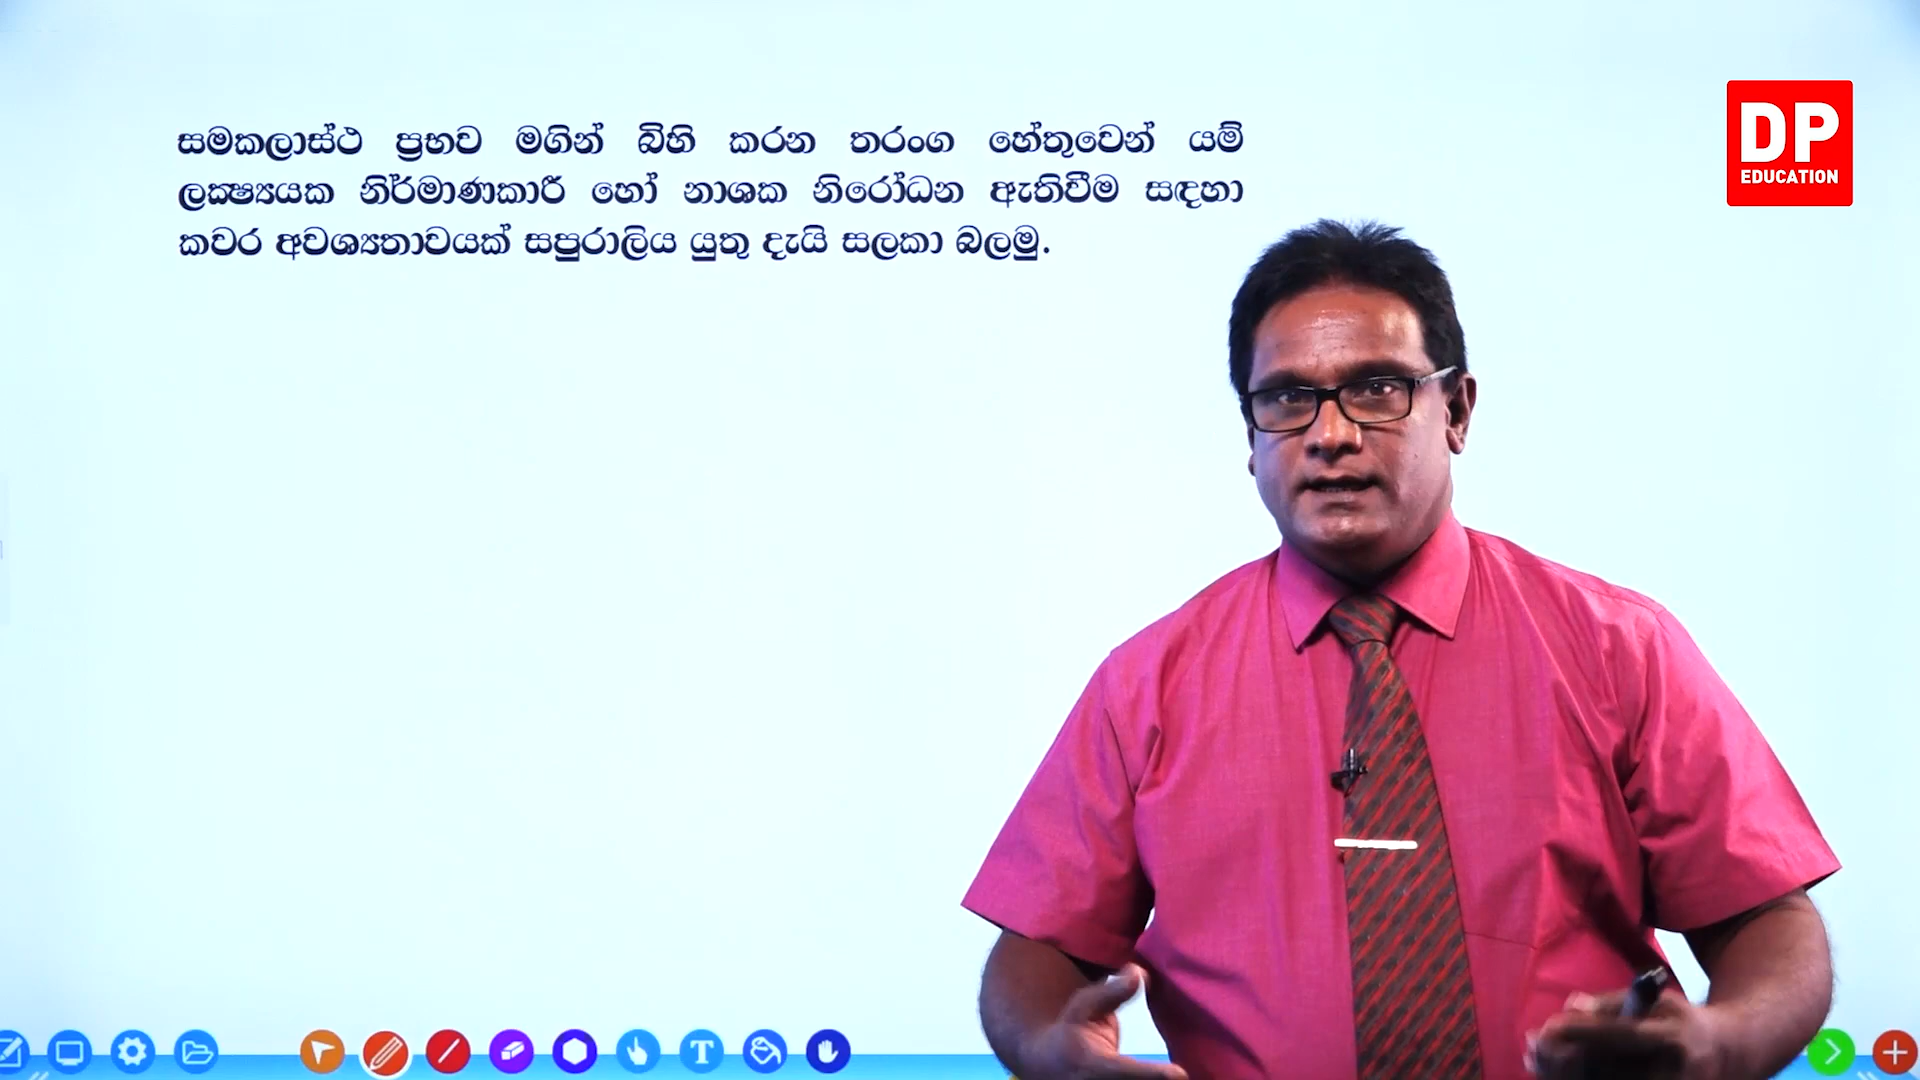 සමකලාස්ථ ප්‍රභව මගින් බිහි කරන තරංග හේතුවෙන් යම්
ලක්‍ෂ්‍යයක නිර්මාණකාරී හෝ නාශක නිරෝධන ඇතිවීම සඳහා
කවර අවශ්‍යතාවයක් සපුරාලිය යුතු දැයි සලකා බලමු.
DP
EDUCATION
T